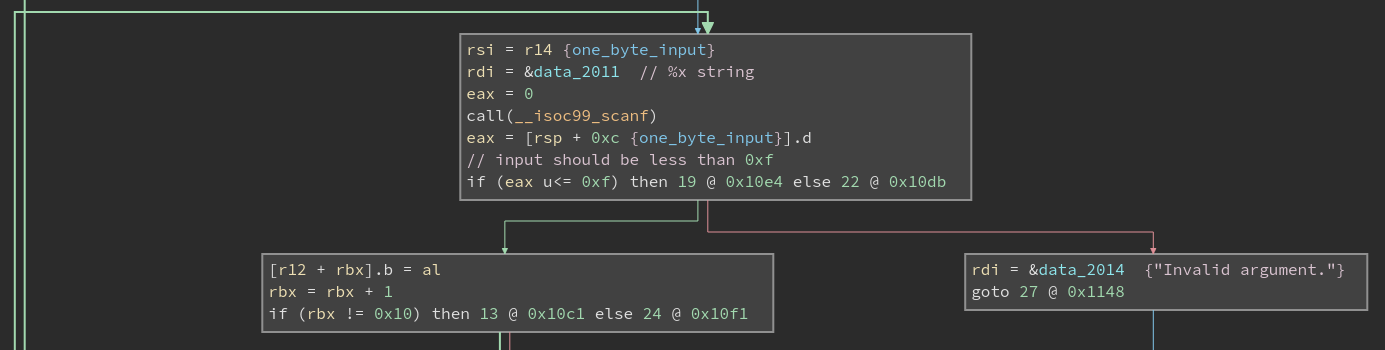 rsi = r14 {one_byte_input}
rdi = &data_2011  // %x string
eax = 0
call(__isoc99_scanf)
eax = [rsp + 0xc {one_byte_input}].d
// input should be less than 0xf
if (eax u<= 0xf) then 19 @ 0x10e4 else 22 @ 0x10db
[r12 + rbx].b = al
rbx = rbx + 1
if (rbx != 0x10) then 13 @ 0x10c1 else 24 @ 0x10f1
rdi = &data_2014  {"Invalid argument."}
goto 27 @ 0x1148